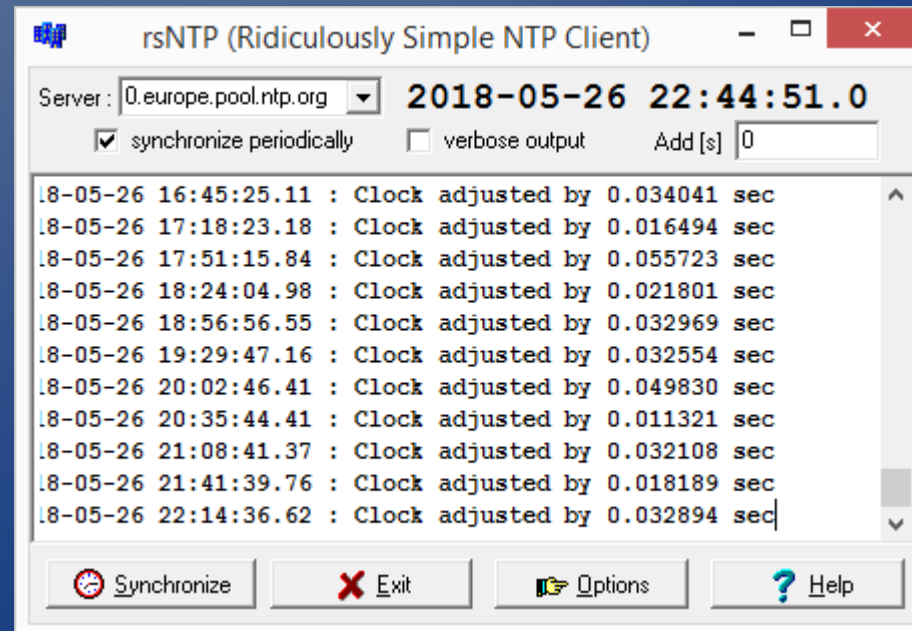 rsNTP (Ridiculously Simple NTP Client)
Server : 0.europe.pool.ntp.org 2018-05-26 22:44:51.0
synchronize periodically verbose output Add [s] 0
18-05-26 16:45:25.11 : Clock adjusted by 0.034041 sec
18-05-26 17:18:23.18 : Clock adjusted by 0.016494 sec
18-05-26 17:51:15.84 : Clock adjusted by 0.055723 sec
18-05-26 18:24:04.98 : Clock adjusted by 0.021801 sec
18-05-26 18:56:56.55 : Clock adjusted by 0.032969 sec
18-05-26 19:29:47.16 : Clock adjusted by 0.032554 sec
18-05-26 20:02:46.41 : Clock adjusted by 0.049830 sec
18-05-26 20:35:44.41 : Clock adjusted by 0.011321 sec
18-05-26 21:08:41.37 : Clock adjusted by 0.032108 sec
18-05-26 21:41:39.76 : Clock adjusted by 0.018189 sec
18-05-26 22:14:36.62 : Clock adjusted by 0.032894 sec
Synchronize Exit Options Help